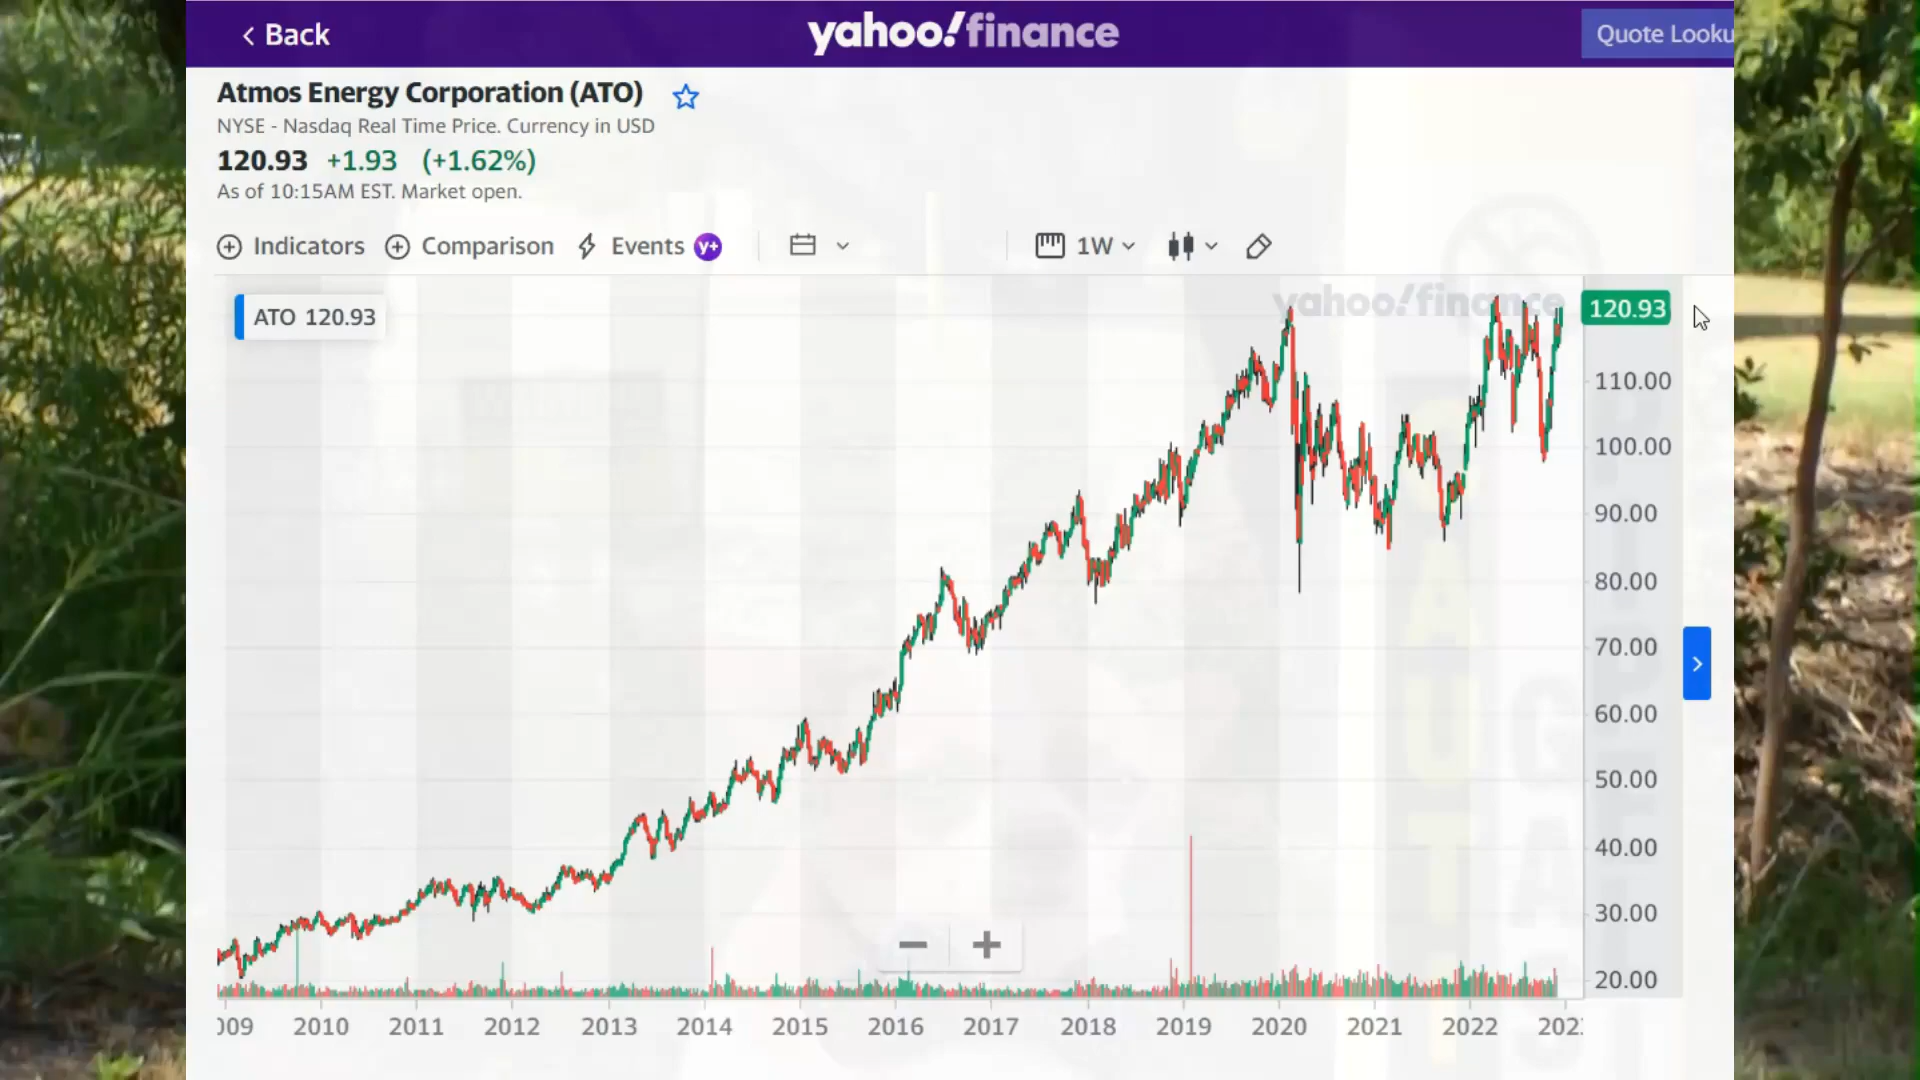 Back
yahoo!finance
Quote Looku
Atmos Energy Corporation (ATO)
NYSE - Nasdaq Real Time Price. Currency in USD
120.93 +1.93 (+1.62%)
As of 10:15AM EST. Market open.
Indicators Comparison Events y+ 1W
yahoo!finance
ATO 120.93
120.93
110.00
100.00
90.00
80.00
70.00
60.00
50.00
40.00
30.00
20.00
009 2010 2011 2012 2013 2014 2015 2016 2017 2018 2019 2020 2021 2022 202